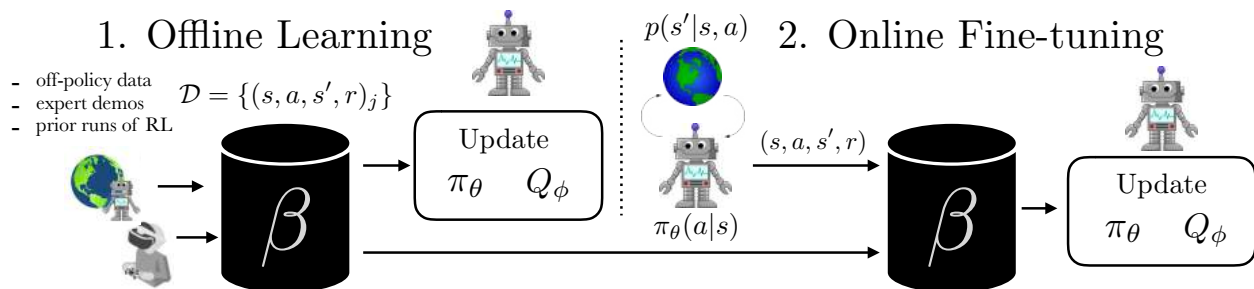 1. Offline Learning
- off-policy data
- expert demos
- prior runs of RL
𝒟 = {(s, a, s′, r)ⱼ}
β
Update
π_θ Q_ϕ
p(s′|s, a)
π_θ(a|s)
2. Online Fine-tuning
(s, a, s′, r)
β
Update
π_θ Q_ϕ